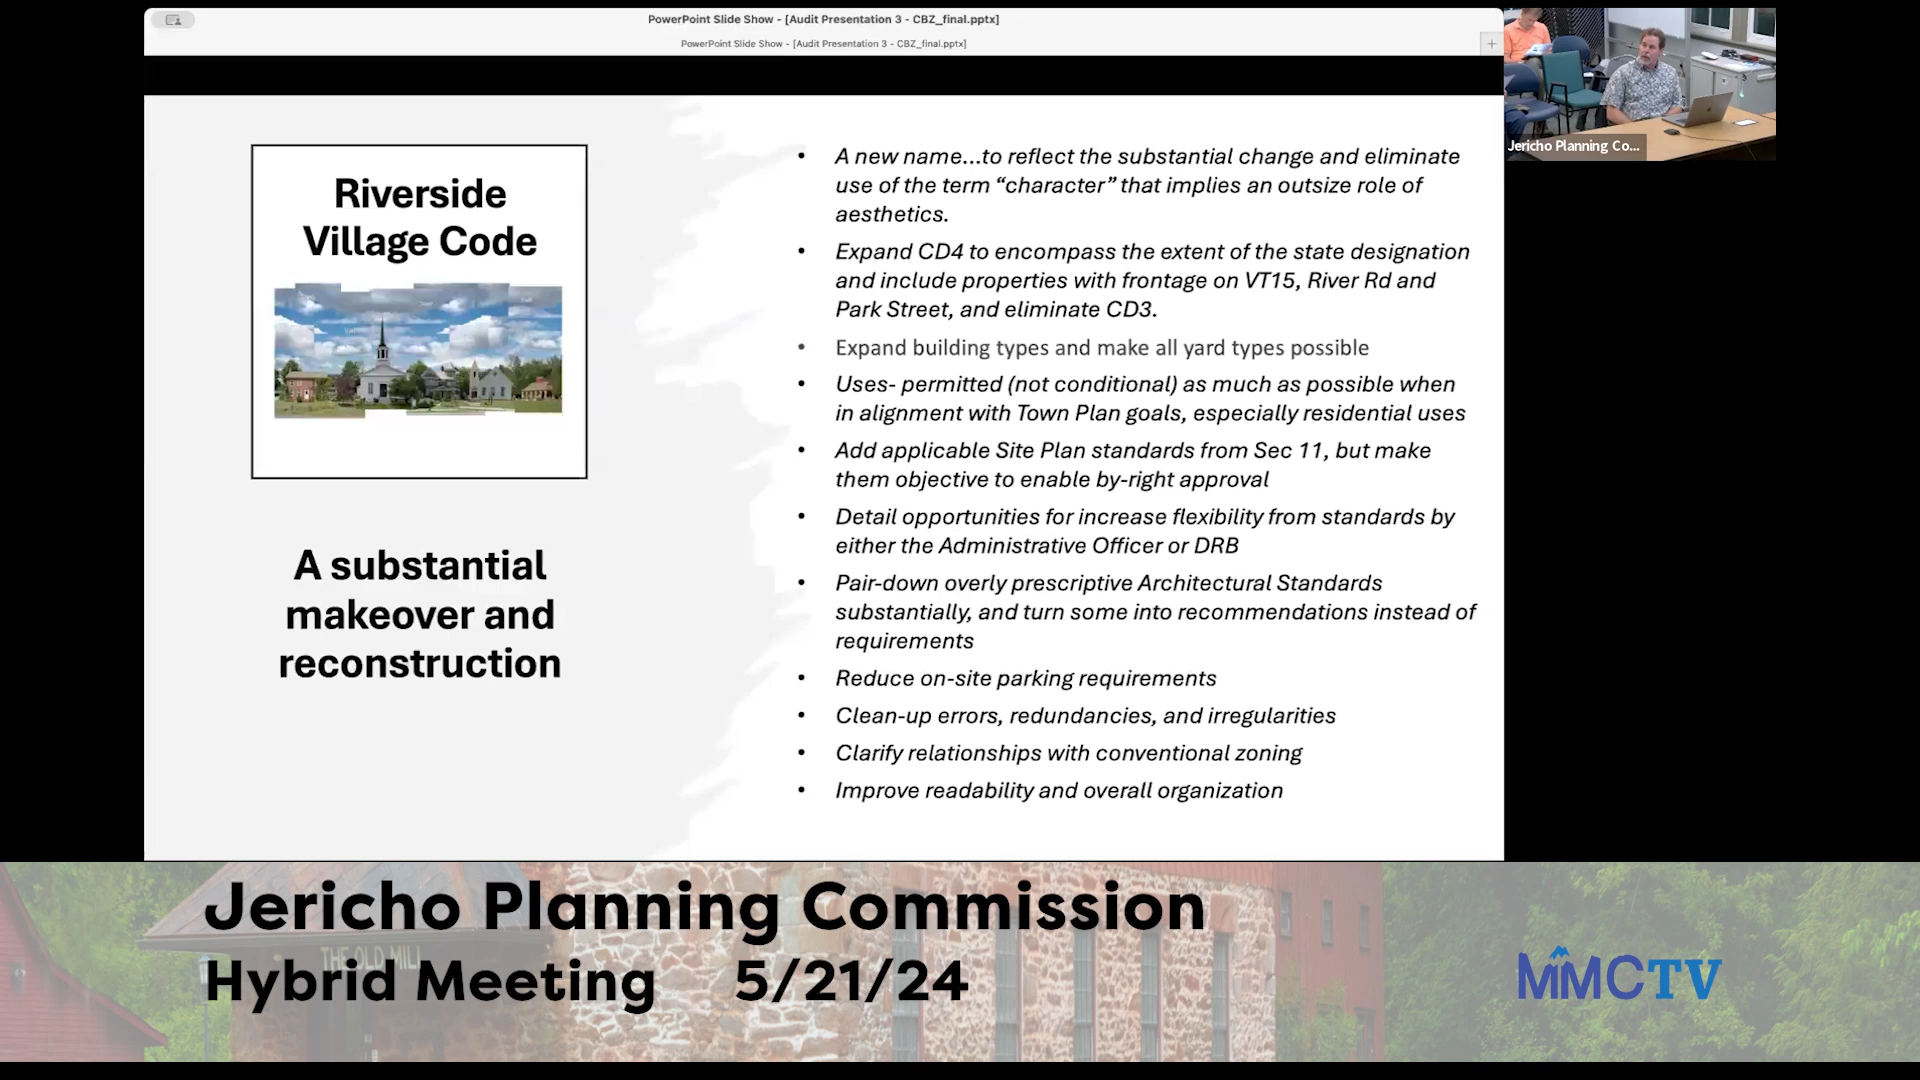 PowerPoint Slide Show - [Audit Presentation 3 - CBZ_final.pptx]
PowerPoint Slide Show - [Audit Presentation 3 - CBZ_final.pptx]
Jericho Planning Co...
Riverside
Village Code
A substantial
makeover and
reconstruction
• A new name...to reflect the substantial change and eliminate
use of the term “character” that implies an outsize role of
aesthetics.
• Expand CD4 to encompass the extent of the state designation
and include properties with frontage on VT15, River Rd and
Park Street, and eliminate CD3.
• Expand building types and make all yard types possible
• Uses- permitted (not conditional) as much as possible when
in alignment with Town Plan goals, especially residential uses
• Add applicable Site Plan standards from Sec 11, but make
them objective to enable by-right approval
• Detail opportunities for increase flexibility from standards by
either the Administrative Officer or DRB
• Pair-down overly prescriptive Architectural Standards
substantially, and turn some into recommendations instead of
requirements
• Reduce on-site parking requirements
• Clean-up errors, redundancies, and irregularities
• Clarify relationships with conventional zoning
• Improve readability and overall organization
Jericho Planning Commission
THE OLD MILL
Hybrid Meeting 5/21/24
MMCTV